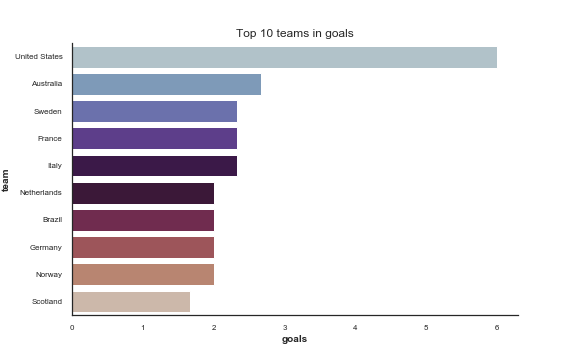 Top 10 teams in goals
United States
Australia
Sweden
France
Italy
Netherlands
Brazil
Germany
Norway
Scotland
team
0 1 2 3 4 5 6
goals